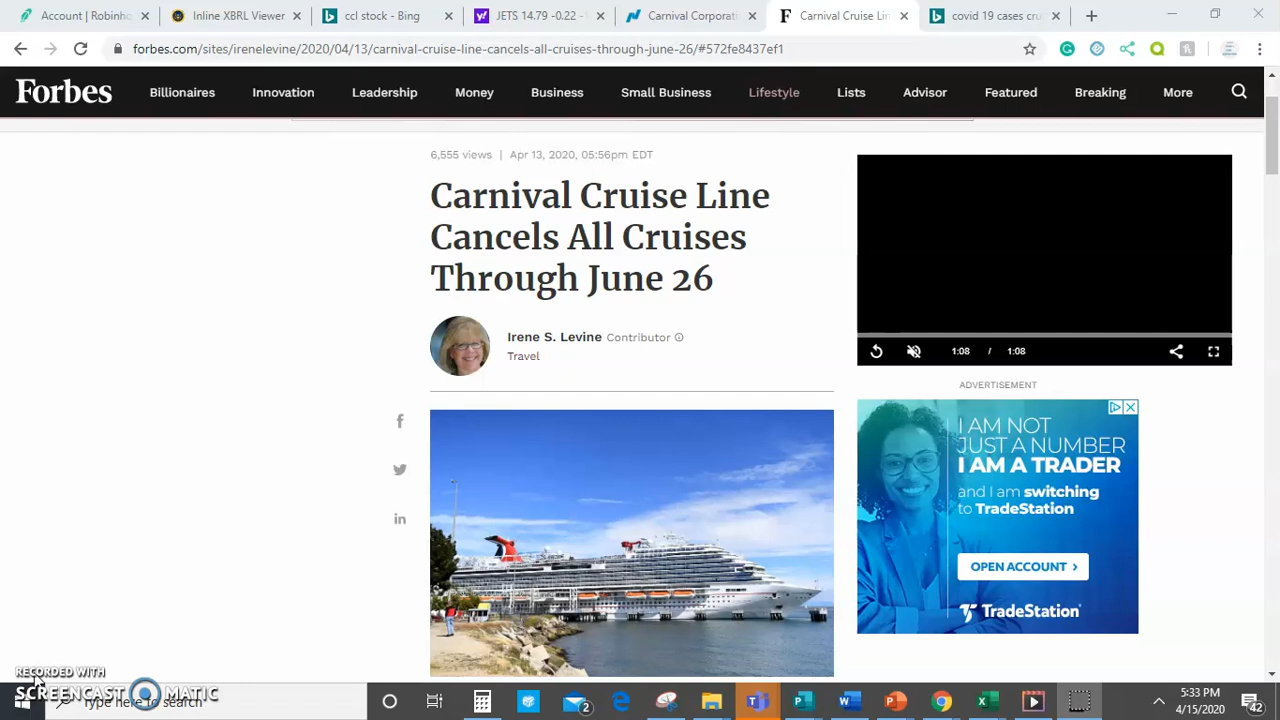 Account | Robinho
Inline XBRL Viewer
ccl stock - Bing
JETS 14.79 -0.22 -
Carnival Corporati
Carnival Cruise Lin
covid 19 cases cru
forbes.com/sites/irenelevine/2020/04/13/carnival-cruise-line-cancels-all-cruises-through-june-26/#572fe8437ef1
Forbes
Billionaires
Innovation
Leadership
Money
Business
Small Business
Lifestyle
Lists
Advisor
Featured
Breaking
More
6,555 views | Apr 13, 2020, 05:56pm EDT
Carnival Cruise Line
Cancels All Cruises
Through June 26
Irene S. Levine Contributor
Travel
1:08 / 1:08
ADVERTISEMENT
I AM NOT
JUST A NUMBER
I AM A TRADER
and I am switching
to TradeStation
OPEN ACCOUNT >
TradeStation
RECORDED WITH
SCREENCAST MATIC
Type here to search
2
5:33 PM
4/15/2020
42